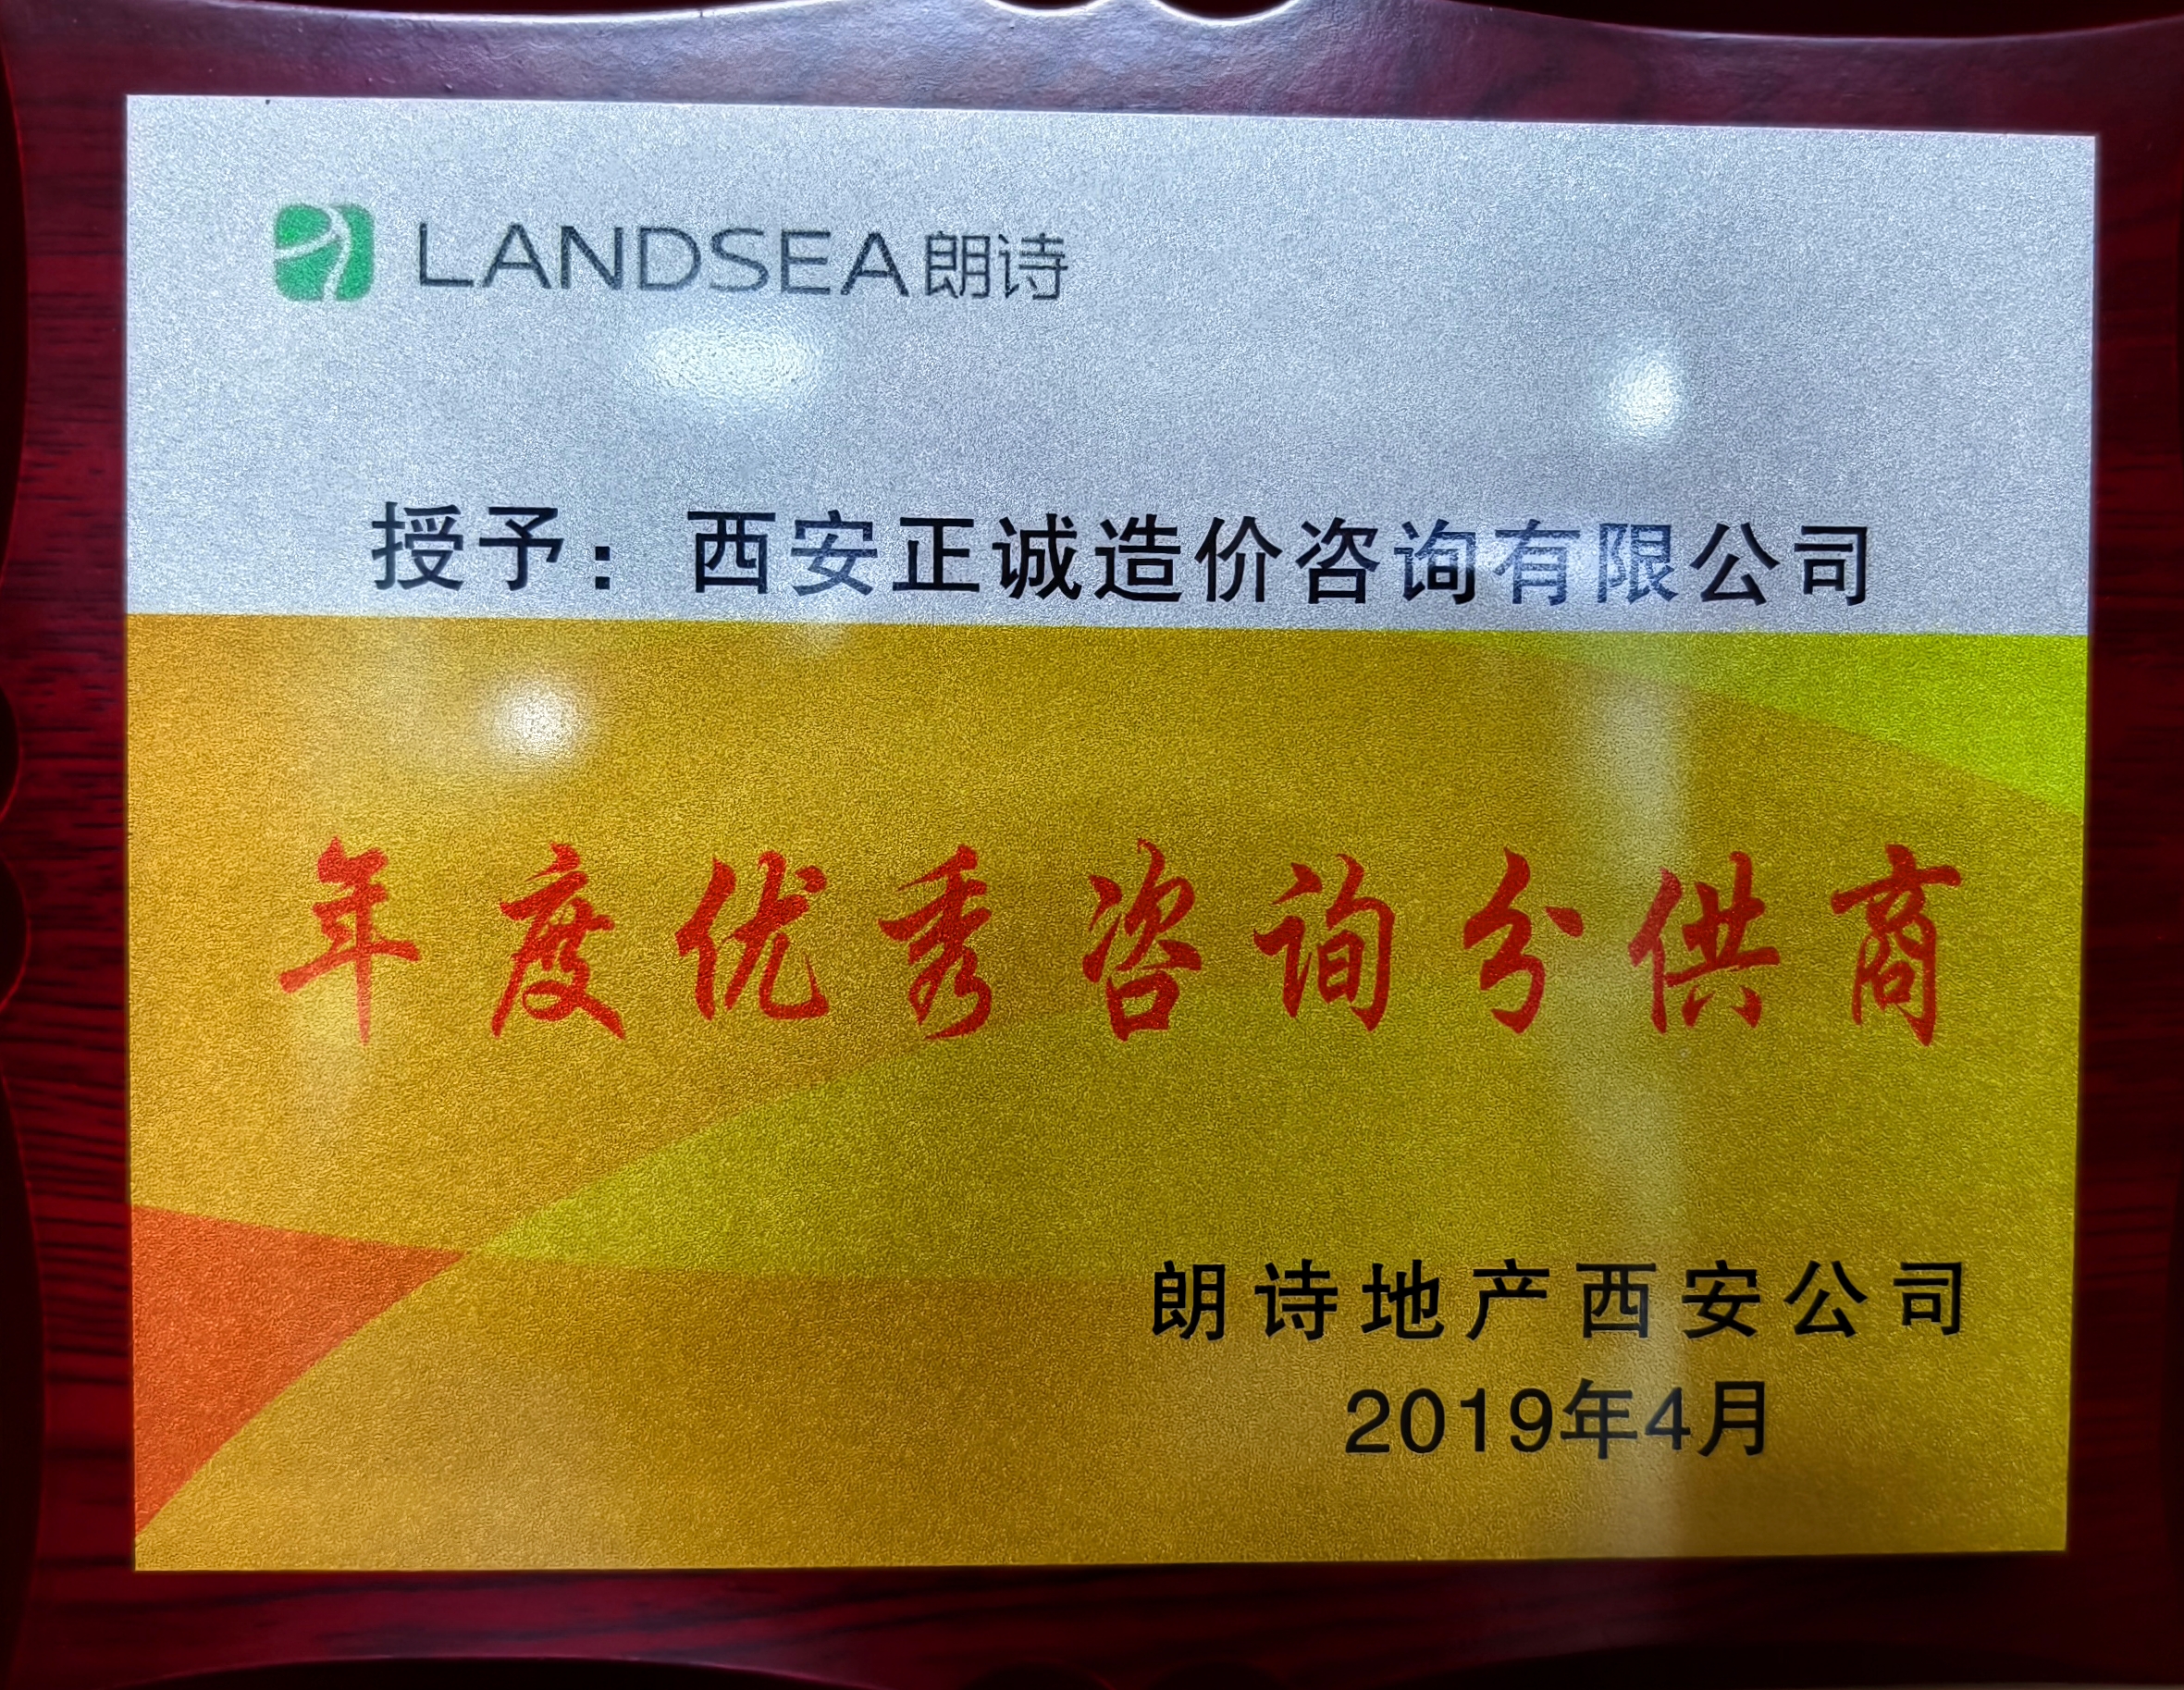 LANDSEA朗诗
授予：西安正诚造价咨询有限公司
年度优秀咨询分供商
朗诗地产西安公司
2019年4月